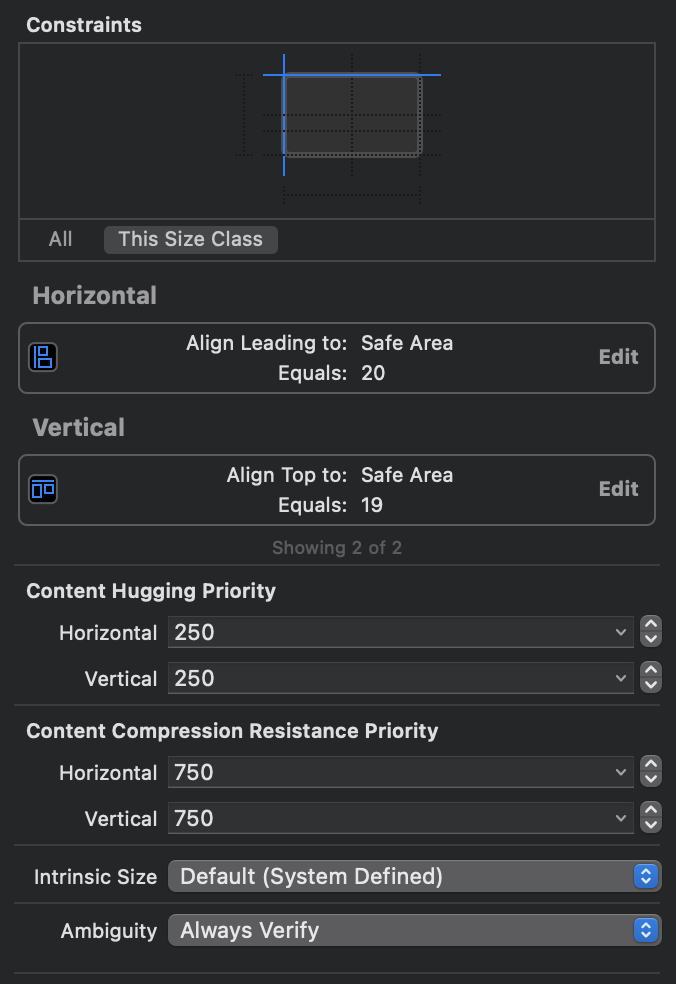 Constraints
All This Size Class
Horizontal
Align Leading to: Safe Area
Equals: 20
Edit
Vertical
Align Top to: Safe Area
Equals: 19
Edit
Showing 2 of 2
Content Hugging Priority
Horizontal 250
Vertical 250
Content Compression Resistance Priority
Horizontal 750
Vertical 750
Intrinsic Size Default (System Defined)
Ambiguity Always Verify